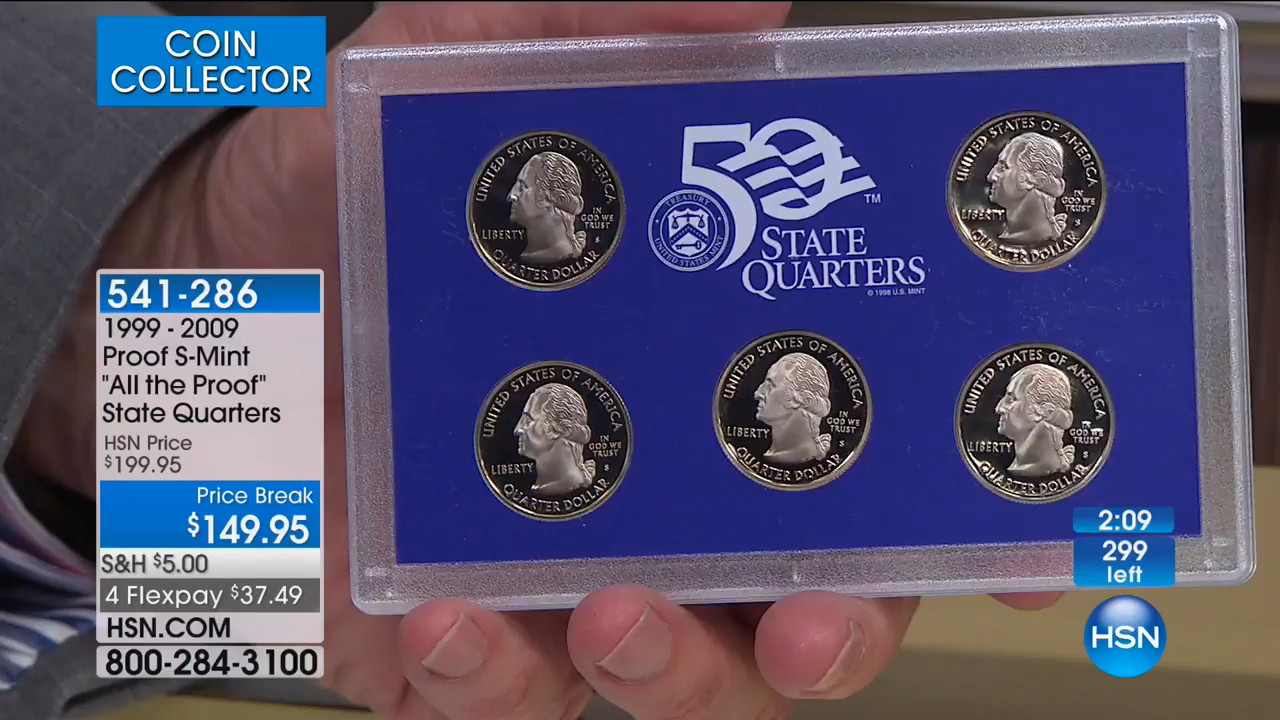 COIN
COLLECTOR
541-286
1999 - 2009
Proof S-Mint
"All the Proof"
State Quarters
HSN Price
$199.95
Price Break
$149.95
S&H $5.00
4 Flexpay $37.49
HSN.COM
800-284-3100
50
TM
TREASURY
UNITED STATES MINT
STATE
QUARTERS
© 1998 U.S. MINT
UNITED STATES OF AMERICA
IN
GOD WE
TRUST
LIBERTY
S
QUARTER DOLLAR
UNITED STATES OF AMERICA
IN
GOD WE
TRUST
LIBERTY
S
QUARTER DOLLAR
UNITED STATES OF AMERICA
IN
GOD WE
TRUST
LIBERTY
S
QUARTER DOLLAR
UNITED STATES OF AMERICA
IN
GOD WE
TRUST
LIBERTY
S
QUARTER DOLLAR
UNITED STATES OF AMERICA
IN
GOD WE
TRUST
LIBERTY
S
QUARTER DOLLAR
2:09
299
left
HSN